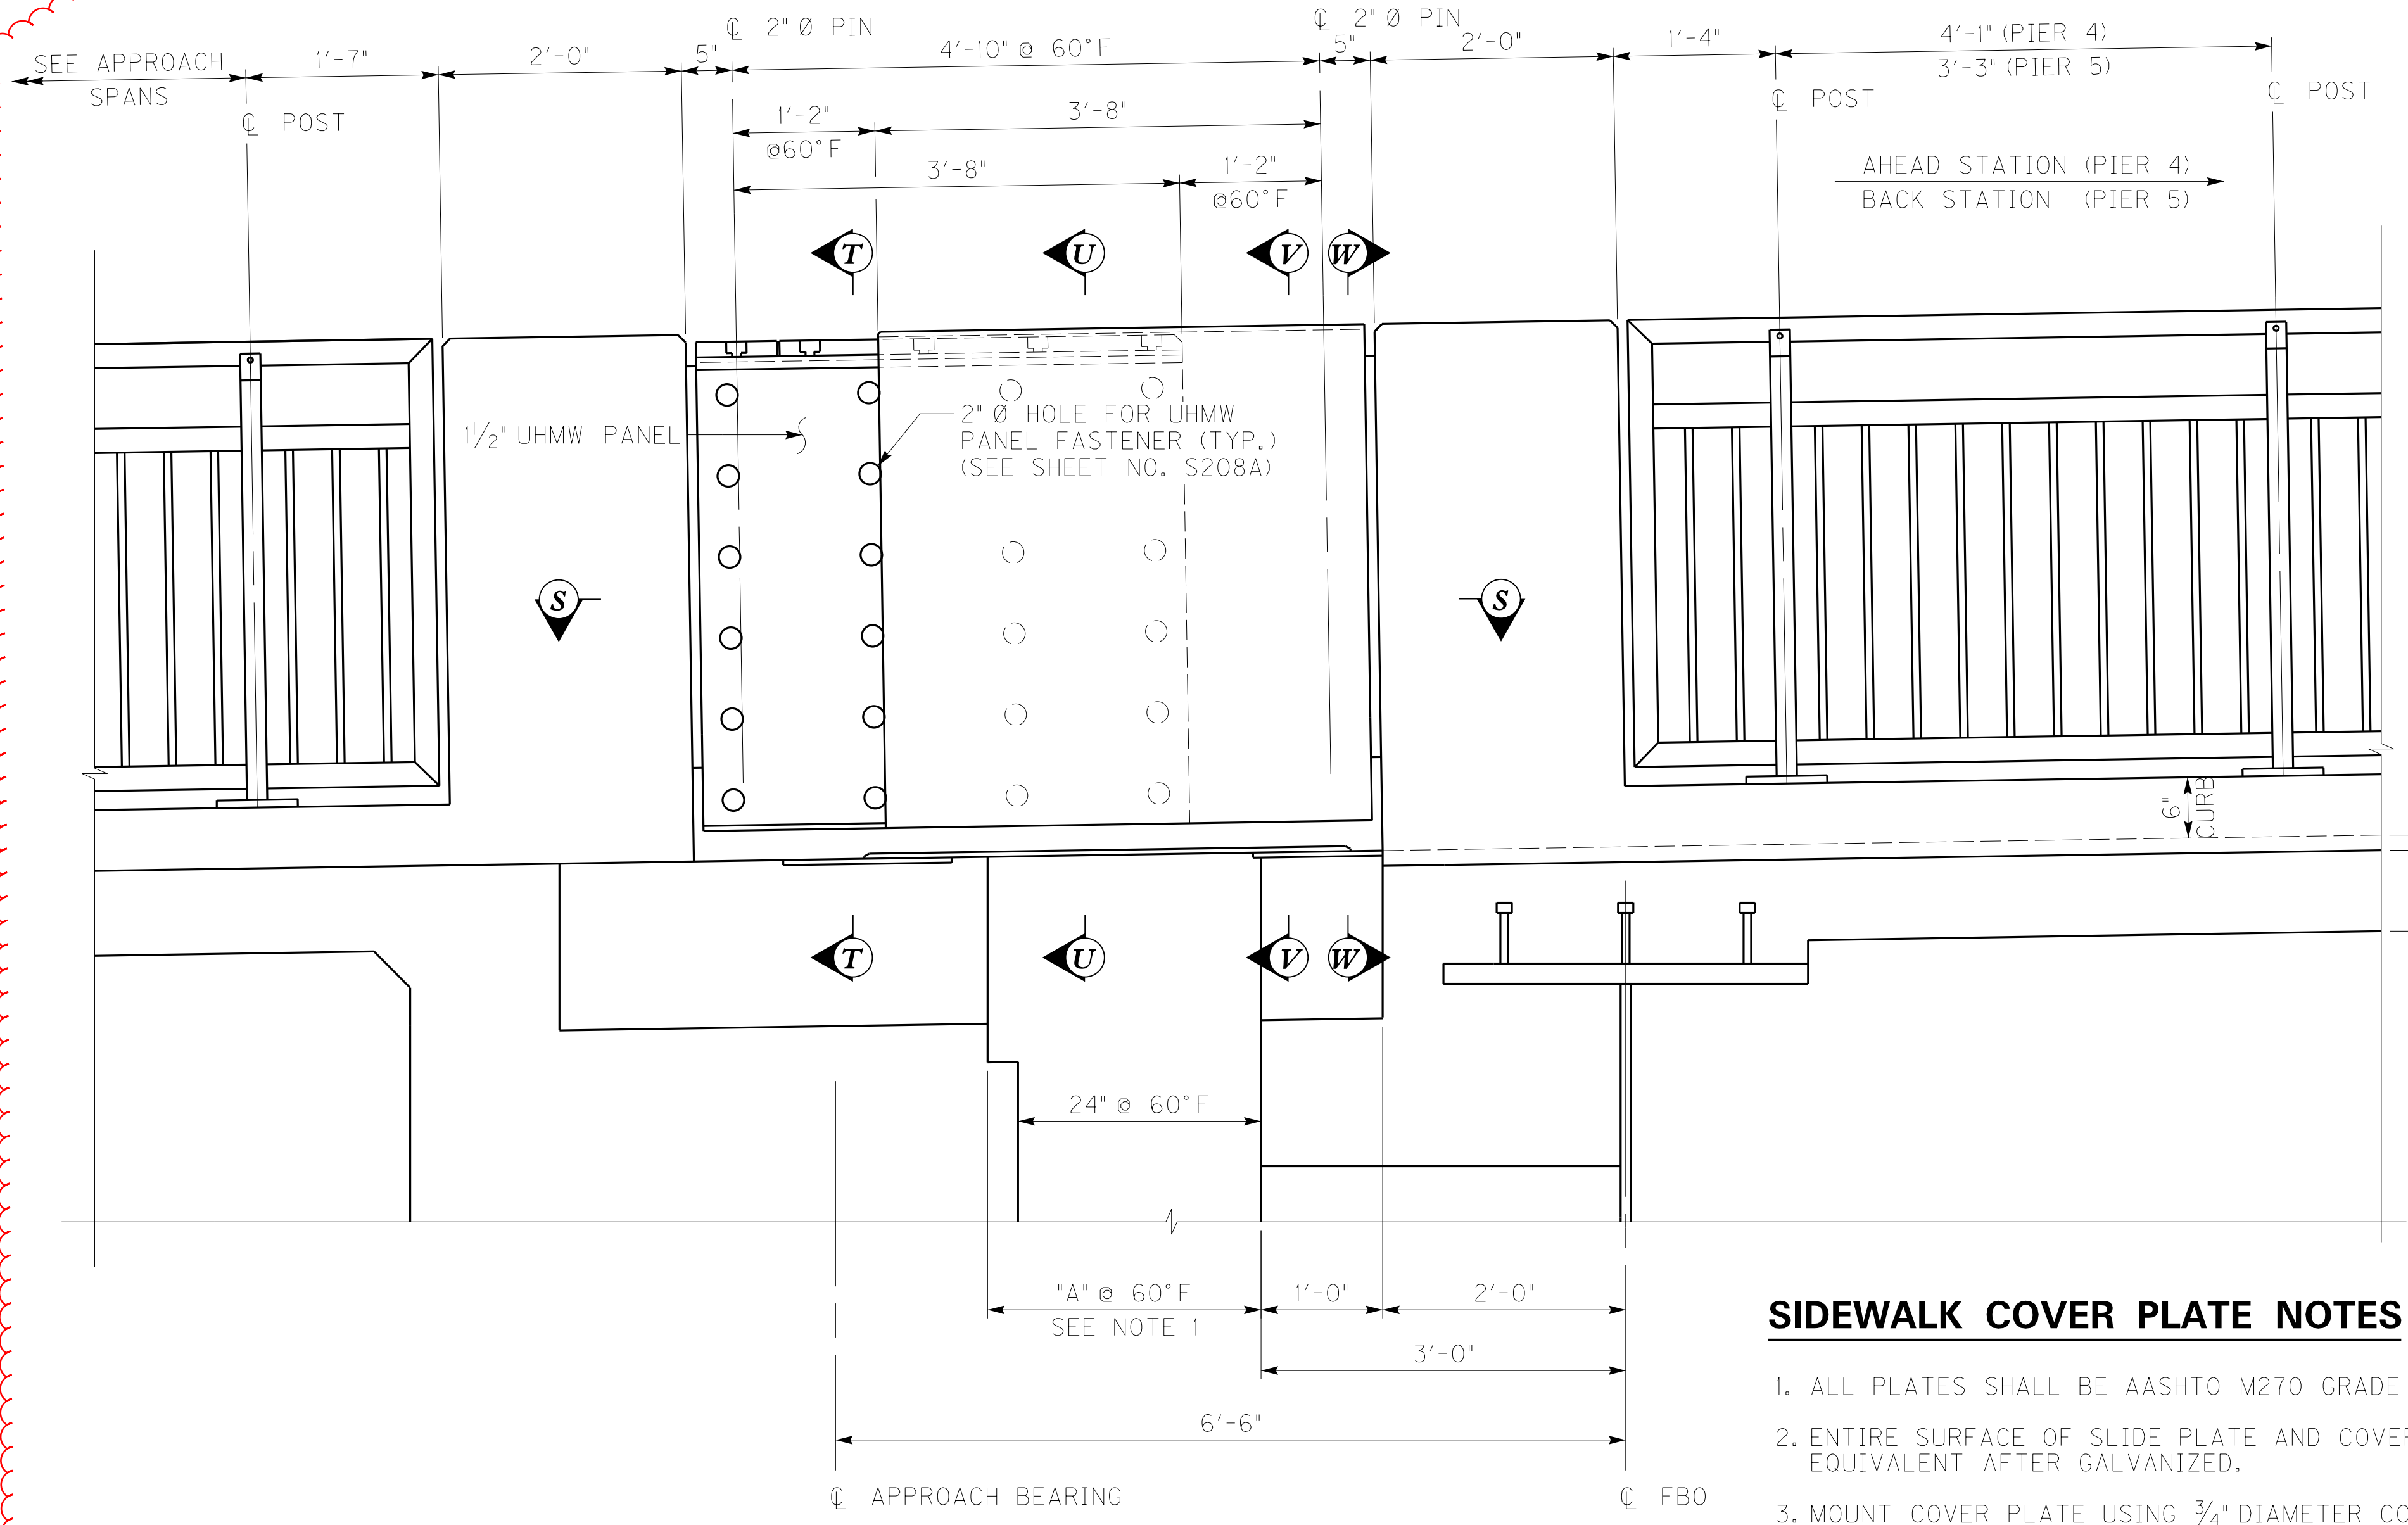 ℄ 2" Ø PIN
℄ 2" Ø PIN
SEE APPROACH
SPANS
1'-7"
2'-0"
5"
4'-10" @ 60°F
5"
2'-0"
1'-4"
4'-1" (PIER 4)
3'-3" (PIER 5)
℄ POST
℄ POST
℄ POST
1'-2"
@60°F
3'-8"
3'-8"
1'-2"
@60°F
AHEAD STATION (PIER 4)
BACK STATION (PIER 5)
T
U
V
W
1 1/2" UHMW PANEL
2" Ø HOLE FOR UHMW
PANEL FASTENER (TYP.)
(SEE SHEET NO. S208A)
S
S
6"
CURB
T
U
V
W
24" @ 60°F
"A" @ 60°F
SEE NOTE 1
1'-0"
2'-0"
3'-0"
6'-6"
℄ APPROACH BEARING
℄ FBO
SIDEWALK COVER PLATE NOTES
1. ALL PLATES SHALL BE AASHTO M270 GRADE
2. ENTIRE SURFACE OF SLIDE PLATE AND COVER
EQUIVALENT AFTER GALVANIZED.
3. MOUNT COVER PLATE USING 3/4" DIAMETER CO